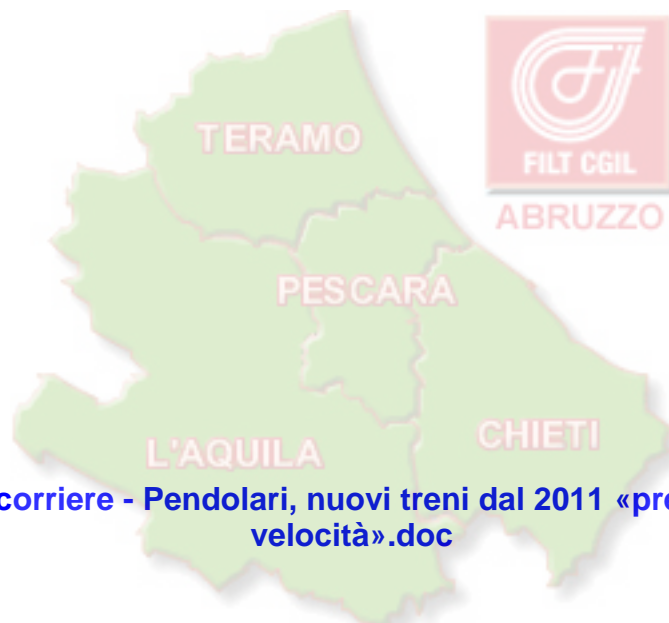 TERAMO
FILT CGIL
ABRUZZO
PESCARA
CHIETI
L'AQUILA
corriere - Pendolari, nuovi treni dal 2011 «pre
velocità».doc